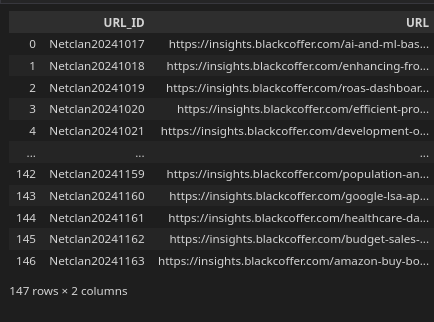 URL_ID URL
0 Netclan20241017 https://insights.blackcoffer.com/ai-and-ml-bas...
1 Netclan20241018 https://insights.blackcoffer.com/enhancing-fro...
2 Netclan20241019 https://insights.blackcoffer.com/roas-dashboar...
3 Netclan20241020 https://insights.blackcoffer.com/efficient-pro...
4 Netclan20241021 https://insights.blackcoffer.com/development-o...
... ... ...
142 Netclan20241159 https://insights.blackcoffer.com/population-an...
143 Netclan20241160 https://insights.blackcoffer.com/google-lsa-ap...
144 Netclan20241161 https://insights.blackcoffer.com/healthcare-da...
145 Netclan20241162 https://insights.blackcoffer.com/budget-sales-...
146 Netclan20241163 https://insights.blackcoffer.com/amazon-buy-bo...
147 rows × 2 columns